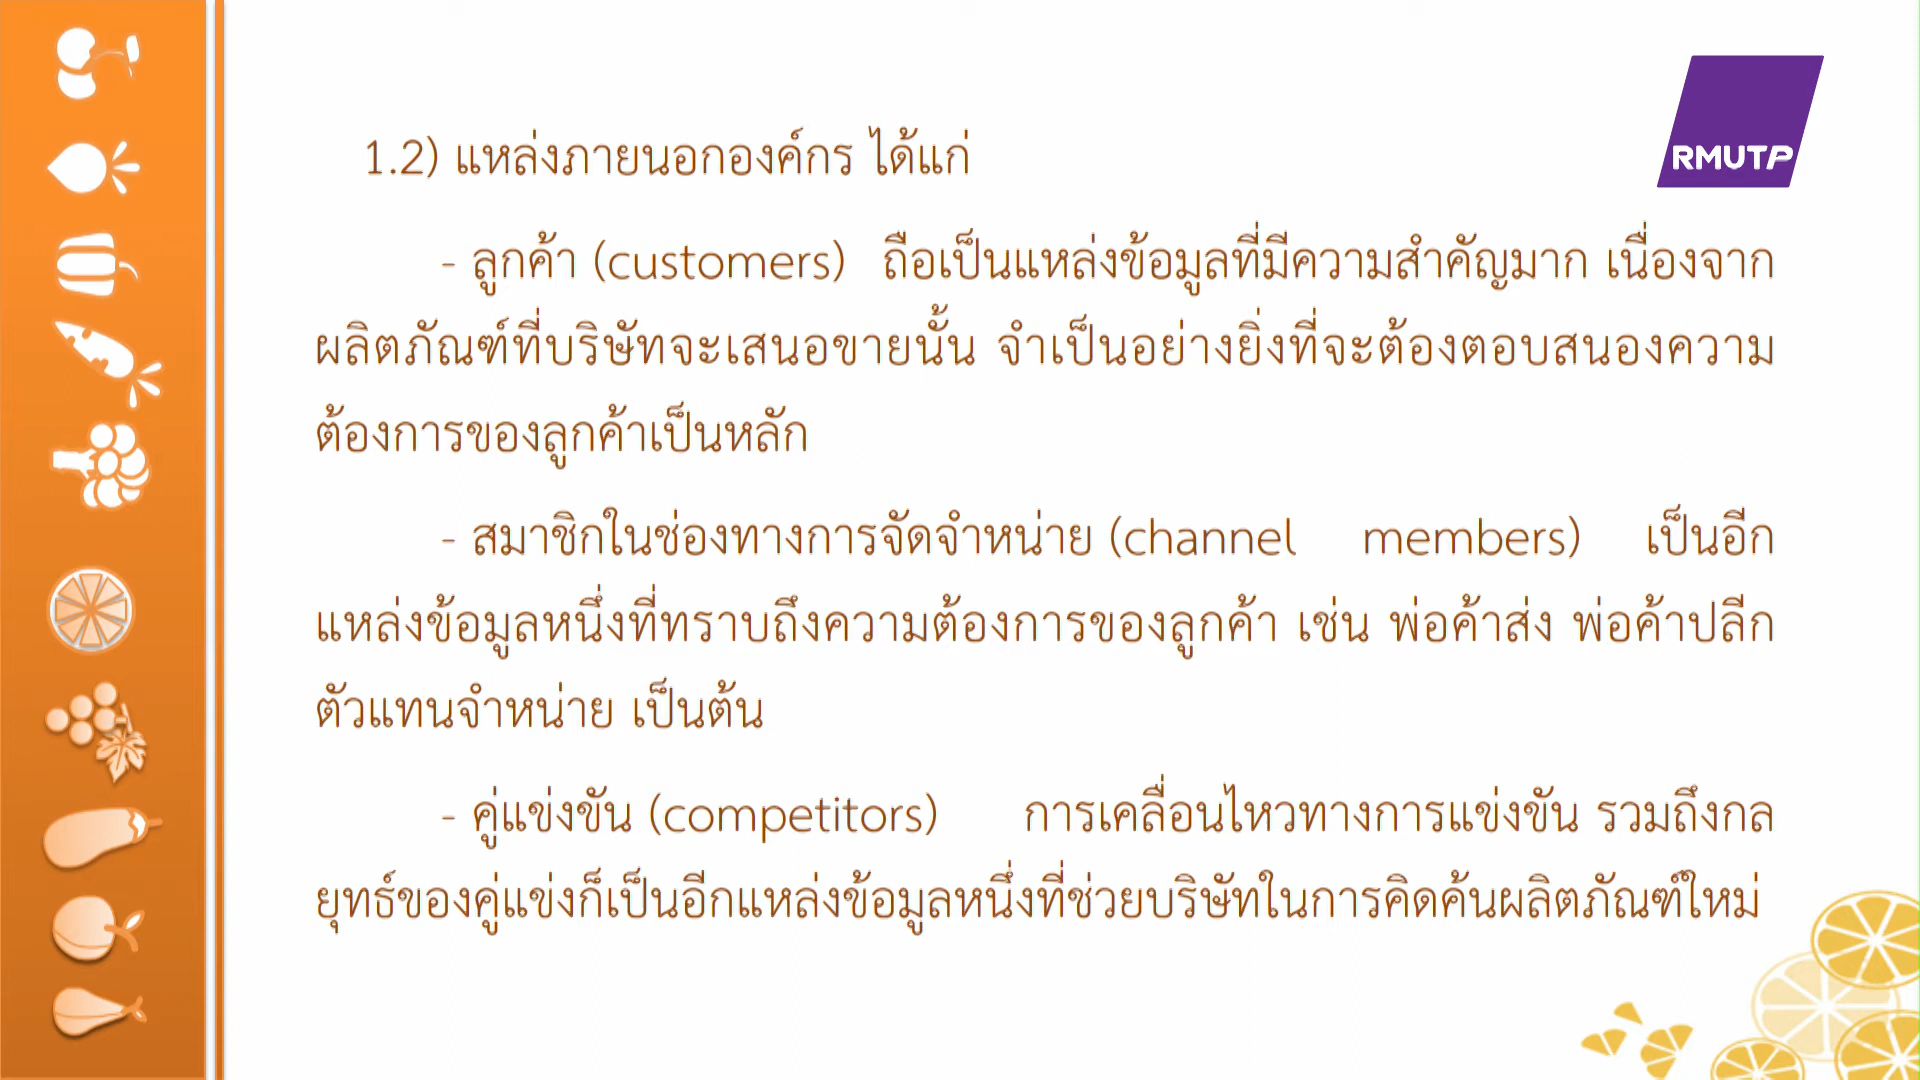 RMUTP
1.2) แหล่งภายนอกองค์กร ได้แก่
- ลูกค้า (customers) ถือเป็นแหล่งข้อมูลที่มีความสำคัญมาก เนื่องจาก
ผลิตภัณฑ์ที่บริษัทจะเสนอขายนั้น จำเป็นอย่างยิ่งที่จะต้องตอบสนองความ
ต้องการของลูกค้าเป็นหลัก
- สมาชิกในช่องทางการจัดจำหน่าย (channel members) เป็นอีก
แหล่งข้อมูลหนึ่งที่ทราบถึงความต้องการของลูกค้า เช่น พ่อค้าส่ง พ่อค้าปลีก
ตัวแทนจำหน่าย เป็นต้น
- คู่แข่งขัน (competitors) การเคลื่อนไหวทางการแข่งขัน รวมถึงกล
ยุทธ์ของคู่แข่งก็เป็นอีกแหล่งข้อมูลหนึ่งที่ช่วยบริษัทในการคิดค้นผลิตภัณฑ์ใหม่